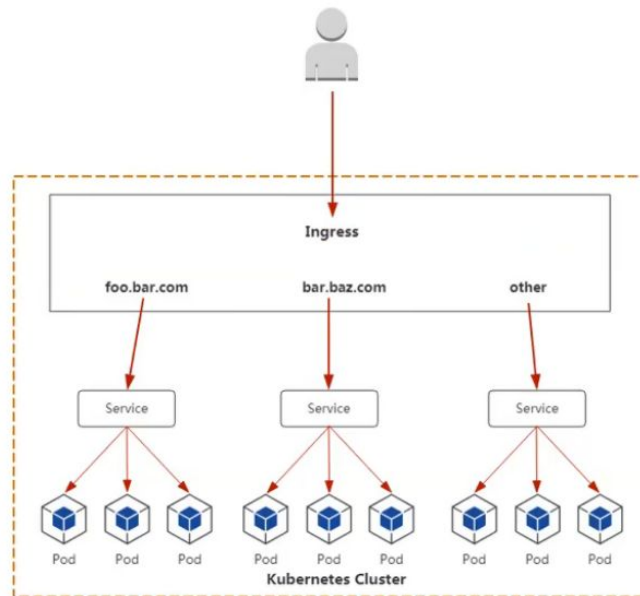 Ingress
foo.bar.com bar.baz.com other
Service Service Service
Pod Pod Pod Pod Pod Pod Pod Pod Pod
Kubernetes Cluster